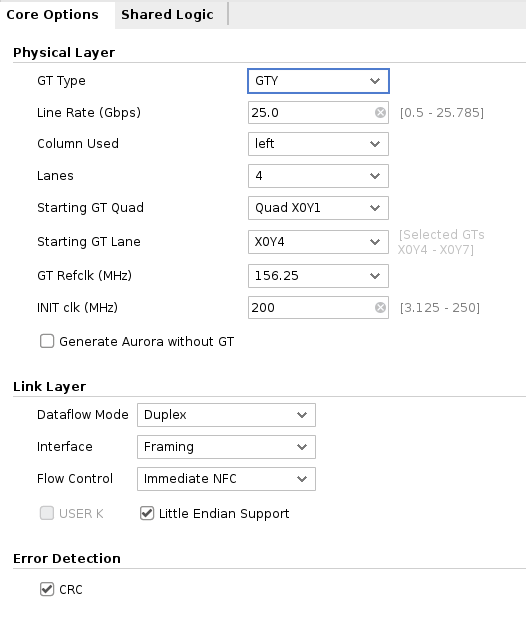 Core Options Shared Logic
Physical Layer
GT Type GTY
Line Rate (Gbps) 25.0 [0.5 - 25.785]
Column Used left
Lanes 4
Starting GT Quad Quad X0Y1
Starting GT Lane X0Y4 [Selected GTs
X0Y4 - X0Y7]
GT Refclk (MHz) 156.25
INIT clk (MHz) 200 [3.125 - 250]
Generate Aurora without GT
Link Layer
Dataflow Mode Duplex
Interface Framing
Flow Control Immediate NFC
USER K Little Endian Support
Error Detection
CRC